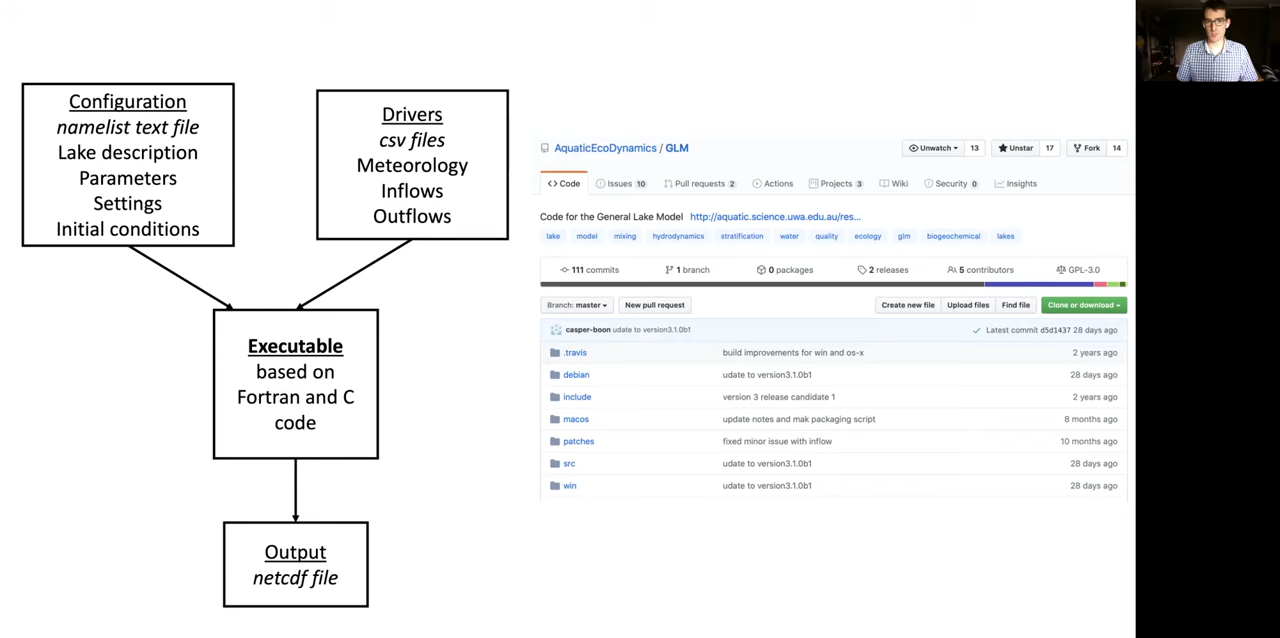 Configuration
namelist text file
Lake description
Parameters
Settings
Initial conditions
Drivers
csv files
Meteorology
Inflows
Outflows
Executable
based on
Fortran and C
code
Output
netcdf file
AquaticEcoDynamics / GLM
Unwatch 13
Unstar 17
Fork 14
Code
Issues 10
Pull requests 2
Actions
Projects 3
Wiki
Security 0
Insights
Code for the General Lake Model http://aquatic.science.uwa.edu.au/res...
lake model mixing hydrodynamics stratification water quality ecology glm biogeochemical lakes
111 commits
1 branch
0 packages
2 releases
5 contributors
GPL-3.0
Branch: master
New pull request
Create new file
Upload files
Find file
Clone or download
casper-boon udate to version3.1.0b1
Latest commit d5d1437 28 days ago
.travis build improvements for win and os-x 2 years ago
debian udate to version3.1.0b1 28 days ago
include version 3 release candidate 1 2 years ago
macos update notes and mak packaging script 8 months ago
patches fixed minor issue with inflow 10 months ago
src udate to version3.1.0b1 28 days ago
win udate to version3.1.0b1 28 days ago